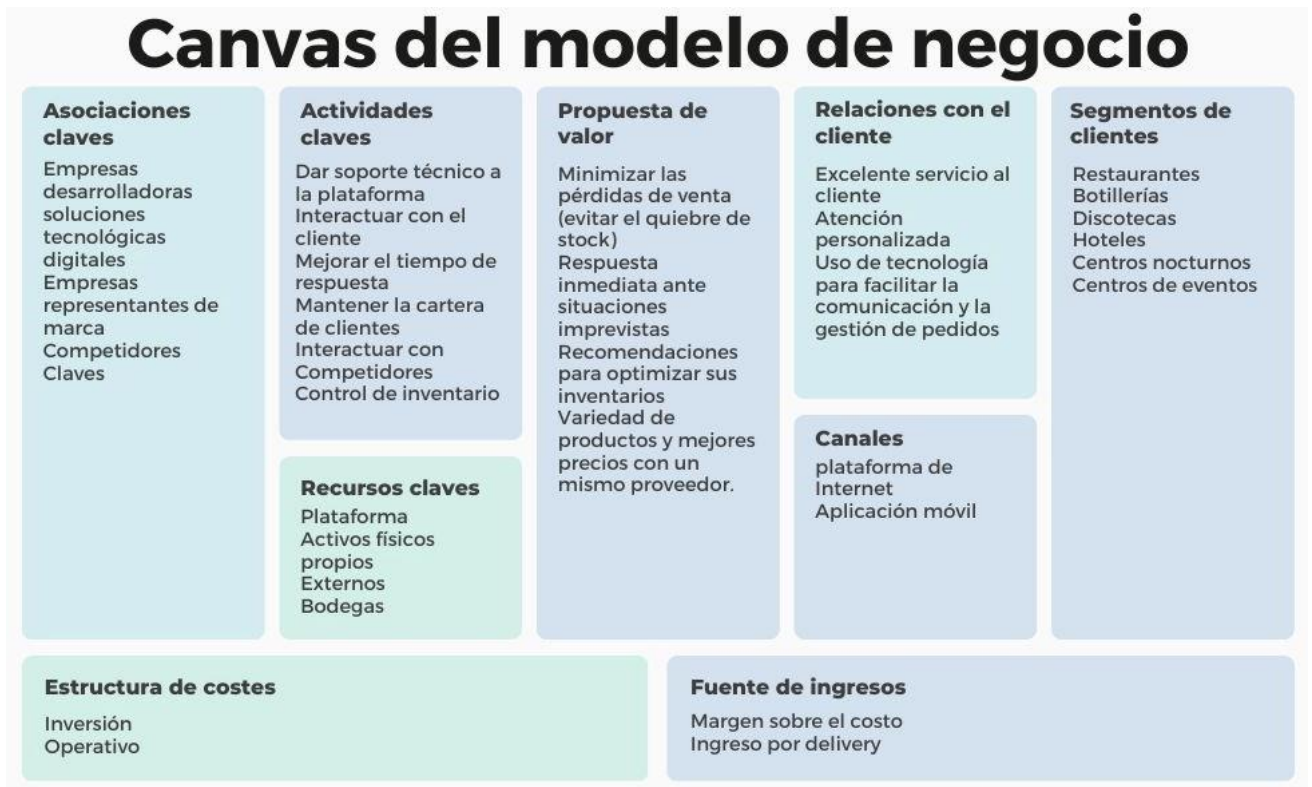 Canvas del modelo de negocio
Asociaciones
claves
Empresas
desarrolladoras
soluciones
tecnológicas
digitales
Empresas
representantes de
marca
Competidores
Claves
Actividades
claves
Dar soporte técnico a
la plataforma
Interactuar con el
cliente
Mejorar el tiempo de
respuesta
Mantener la cartera
de clientes
Interactuar con
Competidores
Control de inventario
Recursos claves
Plataforma
Activos físicos
propios
Externos
Bodegas
Propuesta de
valor
Minimizar las
pérdidas de venta
(evitar el quiebre de
stock)
Respuesta
inmediata ante
situaciones
imprevistas
Recomendaciones
para optimizar sus
inventarios
Variedad de
productos y mejores
precios con un
mismo proveedor.
Relaciones con el
cliente
Excelente servicio al
cliente
Atención
personalizada
Uso de tecnología
para facilitar la
comunicación y la
gestión de pedidos
Canales
plataforma de
Internet
Aplicación móvil
Segmentos de
clientes
Restaurantes
Botillerías
Discotecas
Hoteles
Centros nocturnos
Centros de eventos
Estructura de costes
Inversión
Operativo
Fuente de ingresos
Margen sobre el costo
Ingreso por delivery